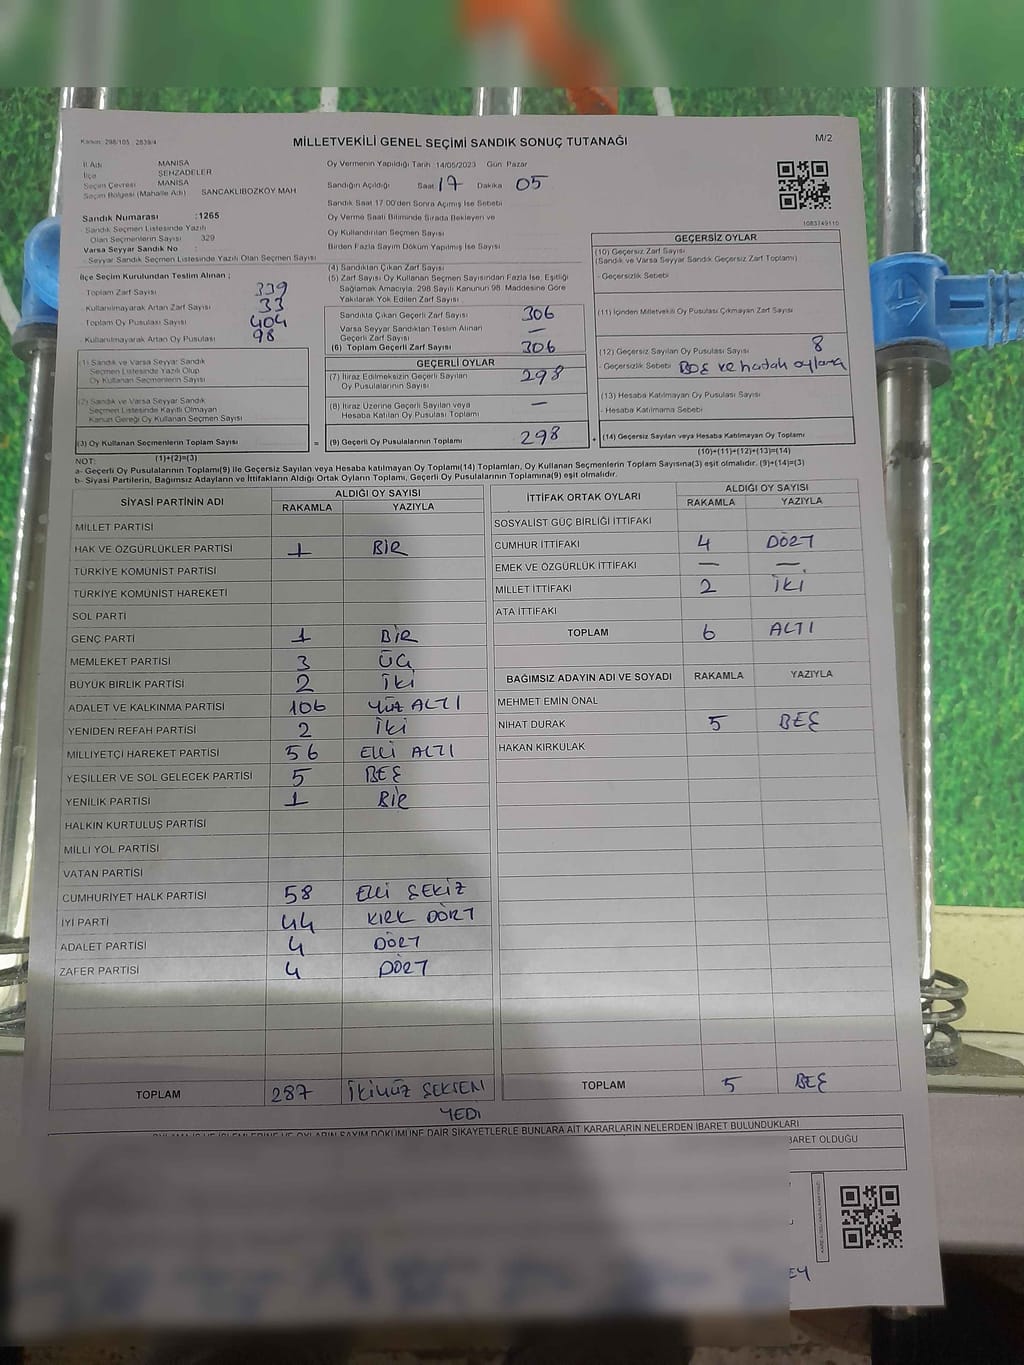 Kanun: 298/105, 2839/4
MİLLETVEKİLİ GENEL SEÇİMİ SANDIK SONUÇ TUTANAĞI
M/2
İl Adı MANİSA
İlçe ŞEHZADELER
Seçim Çevresi MANİSA
Seçim Bölgesi (Mahalle Adı) SANCAKLIBOZKÖY MAH
Sandık Numarası :1265
Sandık Seçmen Listesinde Yazılı
Olan Seçmenlerin Sayısı 329
Varsa Seyyar Sandık No :
- Seyyar Sandık Listesinde Yazılı Olan Seçmen Sayısı
Oy Vermenin Yapıldığı Tarih :14/05/2023 Gün: Pazar
Sandığın Açıldığı Saat 17 Dakika 05
Sandık Saat 17:00'den Sonra Açılmış İse Sebebi
Oy Verme Saati Bitiminde Sırada Bekleyen ve
Oy Kullandırılan Seçmen Sayısı
Birden Fazla Sayım Döküm Yapılmış İse Sayısı
1083749110
İlçe Seçim Kurulundan Teslim Alınan ;
- Toplam Zarf Sayısı 339
- Kullanılmayarak Artan Zarf Sayısı 33
- Toplam Oy Pusulası Sayısı 404
- Kullanılmayarak Artan Oy Pusulası 98
(1) Sandık ve Varsa Seyyar Sandık
Seçmen Listesinde Yazılı Olup
Oy Kullanan Seçmenlerin Sayısı
(2) Sandık ve Varsa Seyyar Sandık
Seçmen Listesinde Kayıtlı Olmayan
Kanun Gereği Oy Kullanan Seçmen Sayısı
(3) Oy Kullanan Seçmenlerin Toplam Sayısı =
(4) Sandıktan Çıkan Zarf Sayısı
(5) Zarf Sayısı Oy Kullanan Seçmen Sayısından Fazla İse, Eşitliği
Sağlamak Amacıyla, 298 Sayılı Kanunun 98. Maddesine Göre
Yakılarak Yok Edilen Zarf Sayısı
Sandıkta Çıkan Geçerli Zarf Sayısı 306
Varsa Seyyar Sandıktan Teslim Alınan
Geçerli Zarf Sayısı —
(6) Toplam Geçerli Zarf Sayısı 306
GEÇERLİ OYLAR
(7) İtiraz Edilmeksizin Geçerli Sayılan
Oy Pusulalarının Sayısı 298
(8) İtiraz Üzerine Geçerli Sayılan veya
Hesaba Katılan Oy Pusulası Toplamı —
(9) Geçerli Oy Pusulalarının Toplamı 298 +
GEÇERSİZ OYLAR
(10) Geçersiz Zarf Sayısı
(Sandık ve Varsa Seyyar Sandık Geçersiz Zarf Toplamı)
- Geçersizlik Sebebi
(11) İçinden Milletvekili Oy Pusulası Çıkmayan Zarf Sayısı
(12) Geçersiz Sayılan Oy Pusulası Sayısı 8
- Geçersizlik Sebebi BOŞ ve hatalı oylama
(13) Hesaba Katılmayan Oy Pusulası Sayısı
- Hesaba Katılmama Sebebi
(14) Geçersiz Sayılan veya Hesaba Katılmayan Oy Toplamı
NOT: (1)+(2)=(3)
(10)+(11)+(12)+(13)=(14)
a- Geçerli Oy Pusulalarının Toplamı(9) ile Geçersiz Sayılan veya Hesaba katılmayan Oy Toplamı(14) Toplamları, Oy Kullanan Seçmenlerin Toplam Sayısına(3) eşit olmalıdır. (9)+(14)=(3)
b- Siyasi Partilerin, Bağımsız Adayların ve İttifakların Aldığı Ortak Oyların Toplamı, Geçerli Oy Pusulalarının Toplamına(9) eşit olmalıdır.
SİYASİ PARTİNİN ADI ALDIĞI OY SAYISI
RAKAMLA YAZIYLA
MİLLET PARTİSİ
HAK VE ÖZGÜRLÜKLER PARTİSİ 1 BİR
TÜRKİYE KOMÜNİST PARTİSİ
TÜRKİYE KOMÜNİST HAREKETİ
SOL PARTİ
GENÇ PARTİ 1 BİR
MEMLEKET PARTİSİ 3 ÜÇ
BÜYÜK BİRLİK PARTİSİ 2 İKİ
ADALET VE KALKINMA PARTİSİ 106 YÜZ ALTI
YENİDEN REFAH PARTİSİ 2 İKİ
MİLLİYETÇİ HAREKET PARTİSİ 56 ELLİ ALTI
YEŞİLLER VE SOL GELECEK PARTİSİ 5 BEŞ
YENİLİK PARTİSİ 1 BİR
HALKIN KURTULUŞ PARTİSİ
MİLLİ YOL PARTİSİ
VATAN PARTİSİ
CUMHURİYET HALK PARTİSİ 58 ELLİ SEKİZ
İYİ PARTİ 44 KIRK DÖRT
ADALET PARTİSİ 4 DÖRT
ZAFER PARTİSİ 4 DÖRT
TOPLAM 287 İKİYÜZ SEKSEN
YEDİ
İTTİFAK ORTAK OYLARI ALDIĞI OY SAYISI
RAKAMLA YAZIYLA
SOSYALİST GÜÇ BİRLİĞİ İTTİFAKI
CUMHUR İTTİFAKI 4 DÖRT
EMEK VE ÖZGÜRLÜK İTTİFAKI — —
MİLLET İTTİFAKI 2 İKİ
ATA İTTİFAKI
TOPLAM 6 ALTI
BAĞIMSIZ ADAYIN ADI VE SOYADI RAKAMLA YAZIYLA
MEHMET EMİN ÖNAL
NİHAT DURAK 5 BEŞ
HAKAN KIRKULAK
TOPLAM 5 BEŞ
SAYIM DÖKÜMÜNE DAİR ŞİKAYETLERLE BUNLARA AİT KARARLARIN NELERDEN İBARET BULUNDUKLARI
BARET OLDUĞU
EY